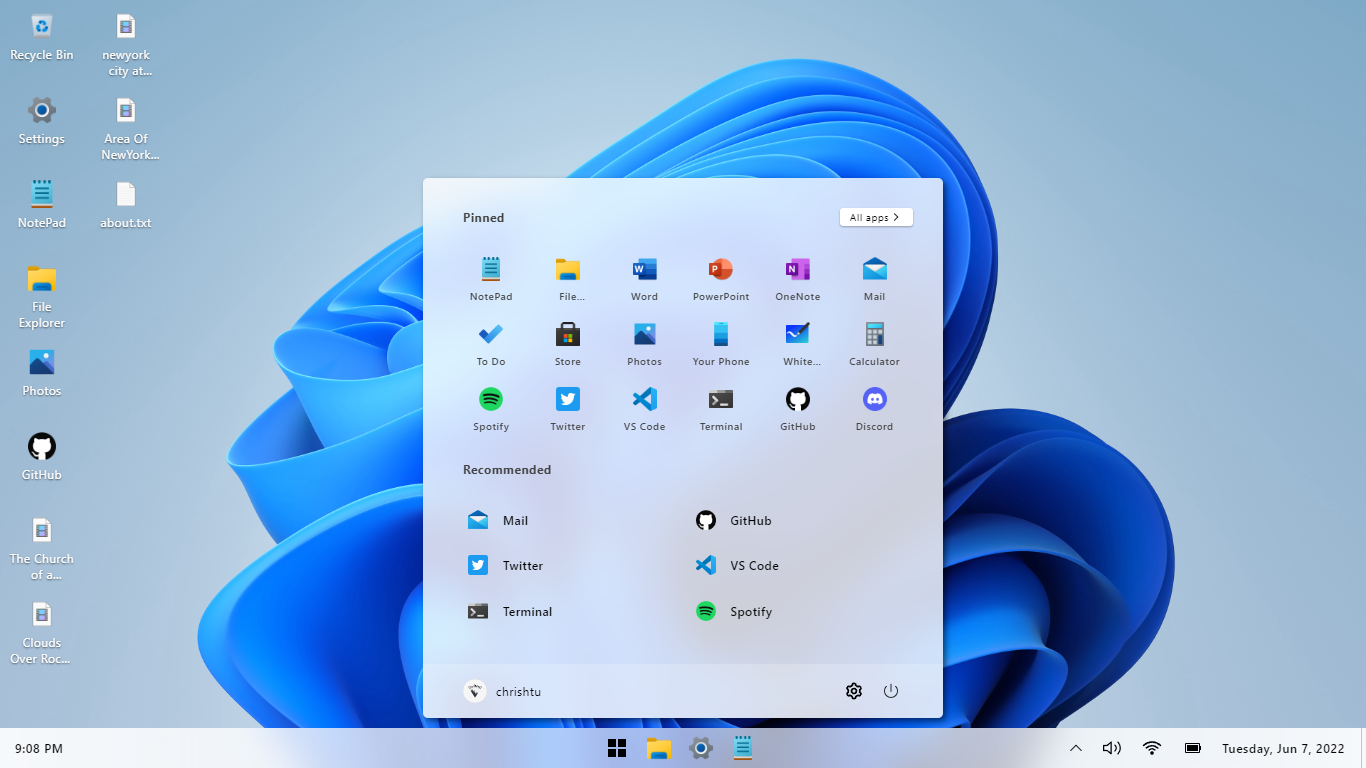 Recycle Bin
newyork
city at...
Settings
Area Of
NewYork...
NotePad
about.txt
File
Explorer
Photos
GitHub
The Church
of a...
Clouds
Over Roc...
Pinned
All apps
NotePad
File...
Word
PowerPoint
OneNote
Mail
To Do
Store
Photos
Your Phone
White...
Calculator
Spotify
Twitter
VS Code
Terminal
GitHub
Discord
Recommended
Mail
GitHub
Twitter
VS Code
Terminal
Spotify
chrishtu
9:08 PM
Tuesday, Jun 7, 2022